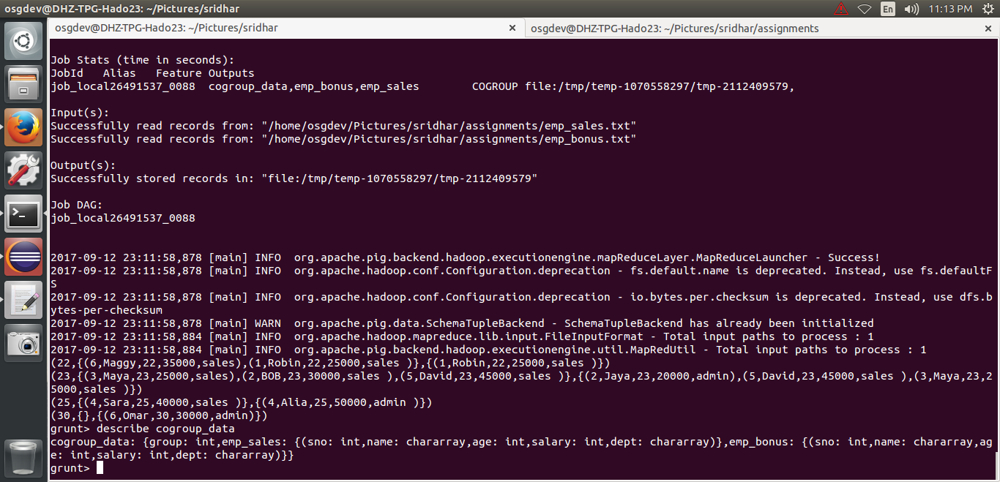 osgdev@DHZ-TPG-Hado23: ~/Pictures/sridhar
En
11:13 PM
osgdev@DHZ-TPG-Hado23: ~/Pictures/sridhar
osgdev@DHZ-TPG-Hado23: ~/Pictures/sridhar/assignments
Job Stats (time in seconds):
JobId   Alias   Feature Outputs
job_local26491537_0088  cogroup_data,emp_bonus,emp_sales        COGROUP file:/tmp/temp-1070558297/tmp-2112409579,
Input(s):
Successfully read records from: "/home/osgdev/Pictures/sridhar/assignments/emp_sales.txt"
Successfully read records from: "/home/osgdev/Pictures/sridhar/assignments/emp_bonus.txt"
Output(s):
Successfully stored records in: "file:/tmp/temp-1070558297/tmp-2112409579"
Job DAG:
job_local26491537_0088
2017-09-12 23:11:58,878 [main] INFO  org.apache.pig.backend.hadoop.executionengine.mapReduceLayer.MapReduceLauncher - Success!
2017-09-12 23:11:58,878 [main] INFO  org.apache.hadoop.conf.Configuration.deprecation - fs.default.name is deprecated. Instead, use fs.defaultF
S
2017-09-12 23:11:58,878 [main] INFO  org.apache.hadoop.conf.Configuration.deprecation - io.bytes.per.checksum is deprecated. Instead, use dfs.b
ytes-per-checksum
2017-09-12 23:11:58,878 [main] WARN  org.apache.pig.data.SchemaTupleBackend - SchemaTupleBackend has already been initialized
2017-09-12 23:11:58,884 [main] INFO  org.apache.hadoop.mapreduce.lib.input.FileInputFormat - Total input paths to process : 1
2017-09-12 23:11:58,884 [main] INFO  org.apache.pig.backend.hadoop.executionengine.util.MapRedUtil - Total input paths to process : 1
(22,{(6,Maggy,22,35000,sales),(1,Robin,22,25000,sales )},{(1,Robin,22,25000,sales )})
(23,{(3,Maya,23,25000,sales),(2,BOB,23,30000,sales ),(5,David,23,45000,sales )},{(2,Jaya,23,20000,admin),(5,David,23,45000,sales ),(3,Maya,23,2
5000,sales )})
(25,{(4,Sara,25,40000,sales )},{(4,Alia,25,50000,admin )})
(30,{},{(6,Omar,30,30000,admin)})
grunt> describe cogroup_data
cogroup_data: {group: int,emp_sales: {(sno: int,name: chararray,age: int,salary: int,dept: chararray)},emp_bonus: {(sno: int,name: chararray,ag
e: int,salary: int,dept: chararray)}}
grunt>